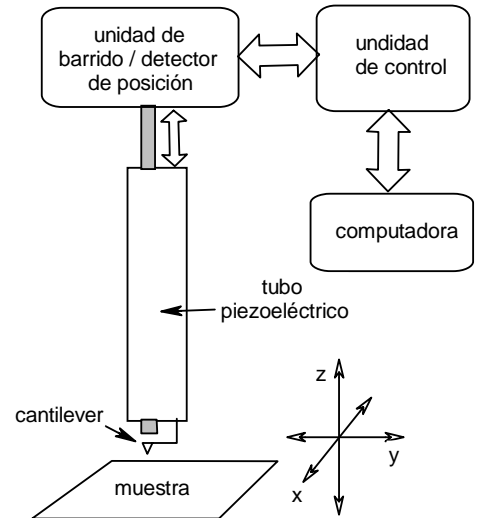 unidad de
barrido / detector
de posición
undidad
de control
computadora
tubo
piezoeléctrico
cantilever
muestra
z
y
x